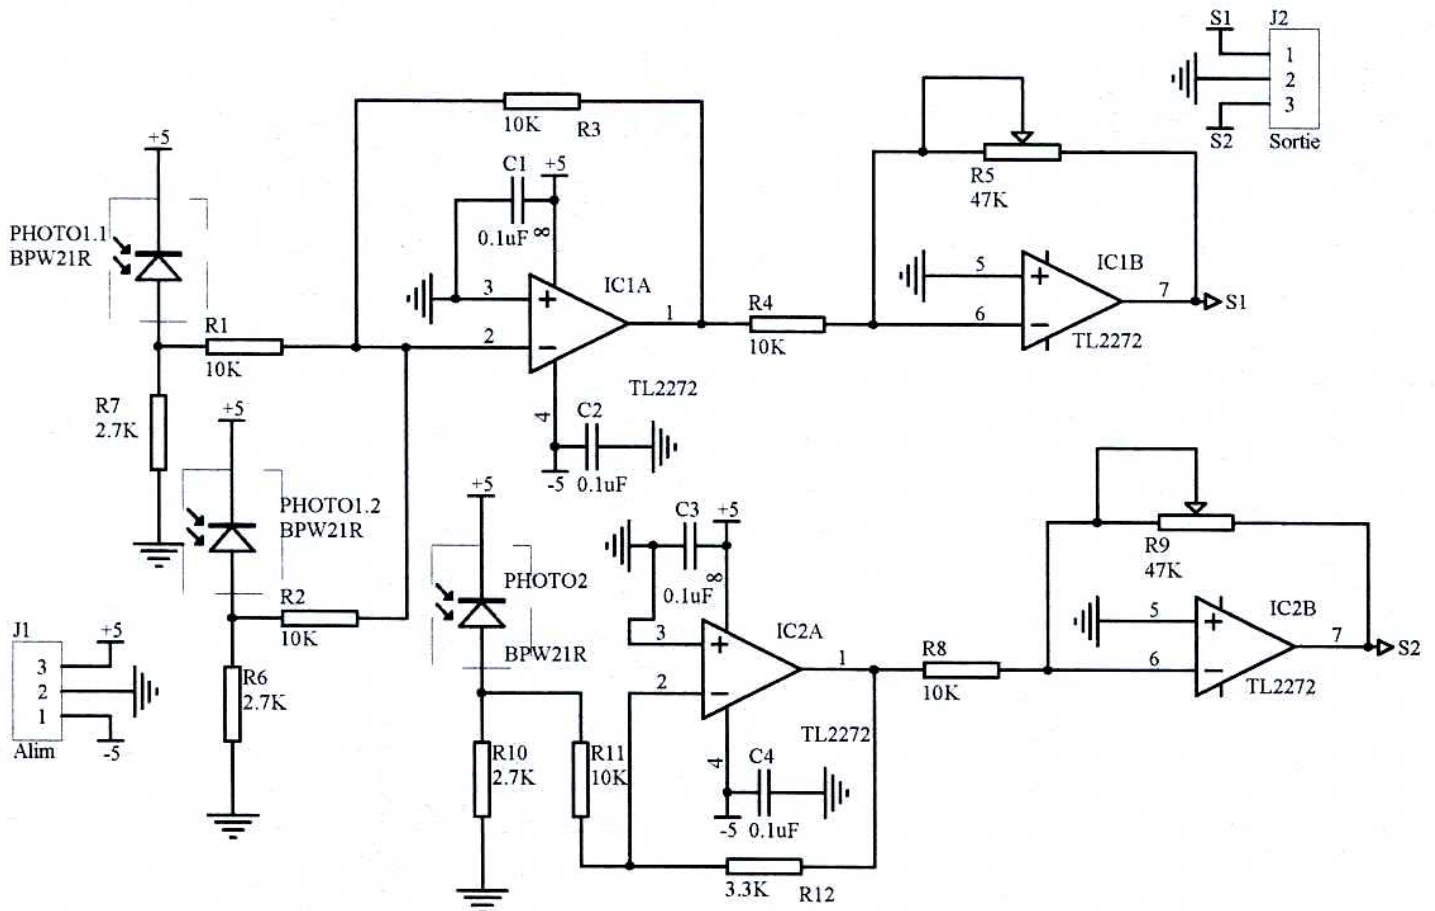 S1
J2
1
2
3
S2
Sortie
10K
R3
+5
C1
+5
0.1uF
8
R5
47K
PHOTO1.1
BPW21R
IC1A
3
+
2
−
1
R4
10K
5
+
6
−
IC1B
7
S1
TL2272
R1
10K
TL2272
R7
2.7K
+5
4
C2
-5
0.1uF
PHOTO1.2
BPW21R
+5
C3
+5
0.1uF
8
R9
47K
PHOTO2
BPW21R
R2
10K
IC2A
3
+
2
−
1
R8
10K
5
+
6
−
IC2B
7
S2
TL2272
J1
+5
3
2
1
-5
Alim
R6
2.7K
TL2272
R10
2.7K
R11
10K
4
C4
-5
0.1uF
3.3K
R12